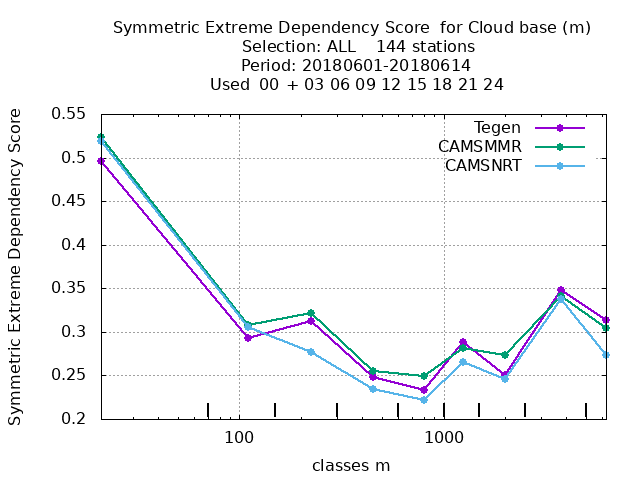 Symmetric Extreme Dependency Score  for Cloud base (m)
Selection: ALL    144 stations
Period: 20180601-20180614
Used  00 + 03 06 09 12 15 18 21 24
Symmetric Extreme Dependency Score
0.55
0.5
0.45
0.4
0.35
0.3
0.25
0.2
Tegen
CAMSMMR
CAMSNRT
100
1000
classes m